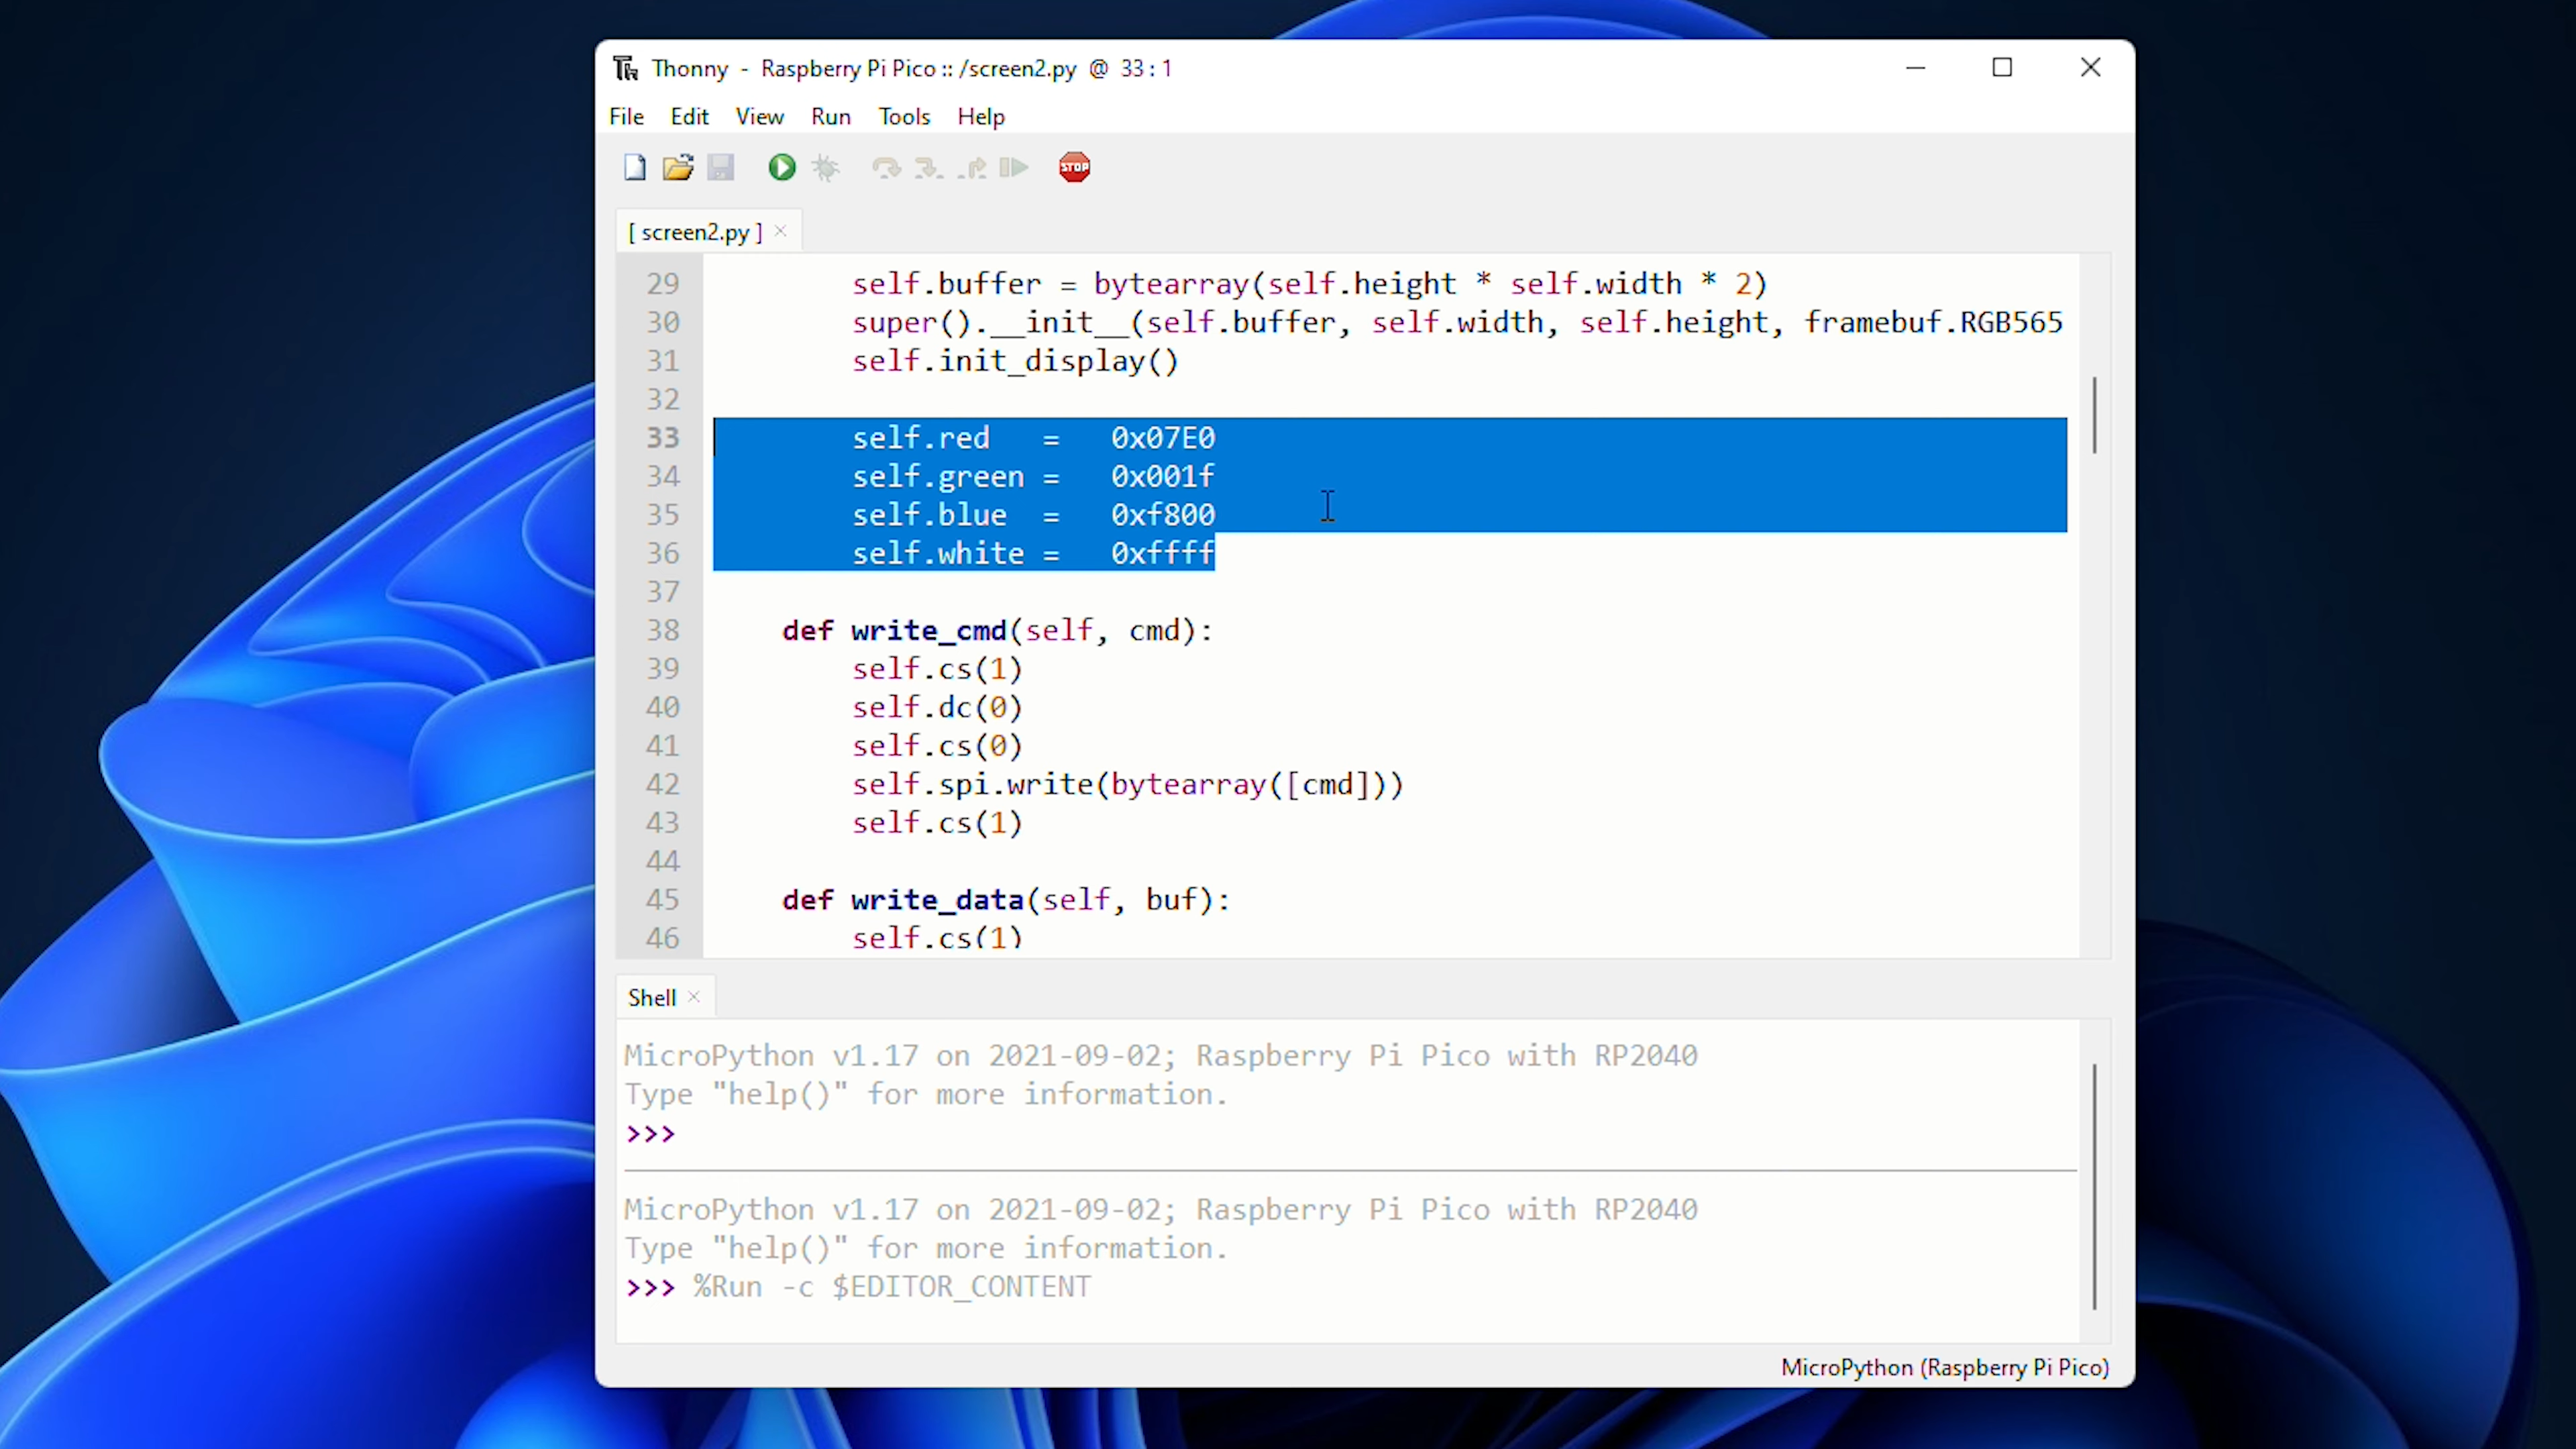 Thonny - Raspberry Pi Pico :: /screen2.py @ 33 : 1
File Edit View Run Tools Help
STOP
[ screen2.py ] ×
29 self.buffer = bytearray(self.height * self.width * 2)
30 super().__init__(self.buffer, self.width, self.height, framebuf.RGB565
31 self.init_display()
32
33 self.red = 0x07E0
34 self.green = 0x001f
35 self.blue = 0xf800
36 self.white = 0xffff
37
38 def write_cmd(self, cmd):
39 self.cs(1)
40 self.dc(0)
41 self.cs(0)
42 self.spi.write(bytearray([cmd]))
43 self.cs(1)
44
45 def write_data(self, buf):
46 self.cs(1)
Shell ×
MicroPython v1.17 on 2021-09-02; Raspberry Pi Pico with RP2040
Type "help()" for more information.
>>>
MicroPython v1.17 on 2021-09-02; Raspberry Pi Pico with RP2040
Type "help()" for more information.
>>> %Run -c $EDITOR_CONTENT
MicroPython (Raspberry Pi Pico)